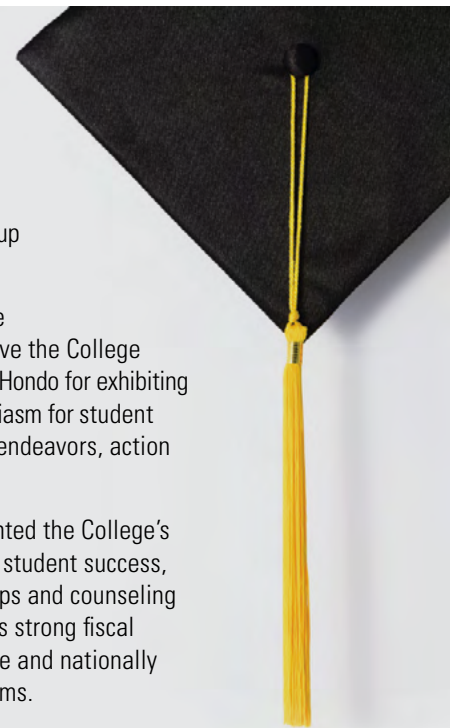 up
e
ve the College
Hondo for exhibiting
iasm for student
endeavors, action
nted the College's
student success,
ps and counseling
s strong fiscal
e and nationally
ms.